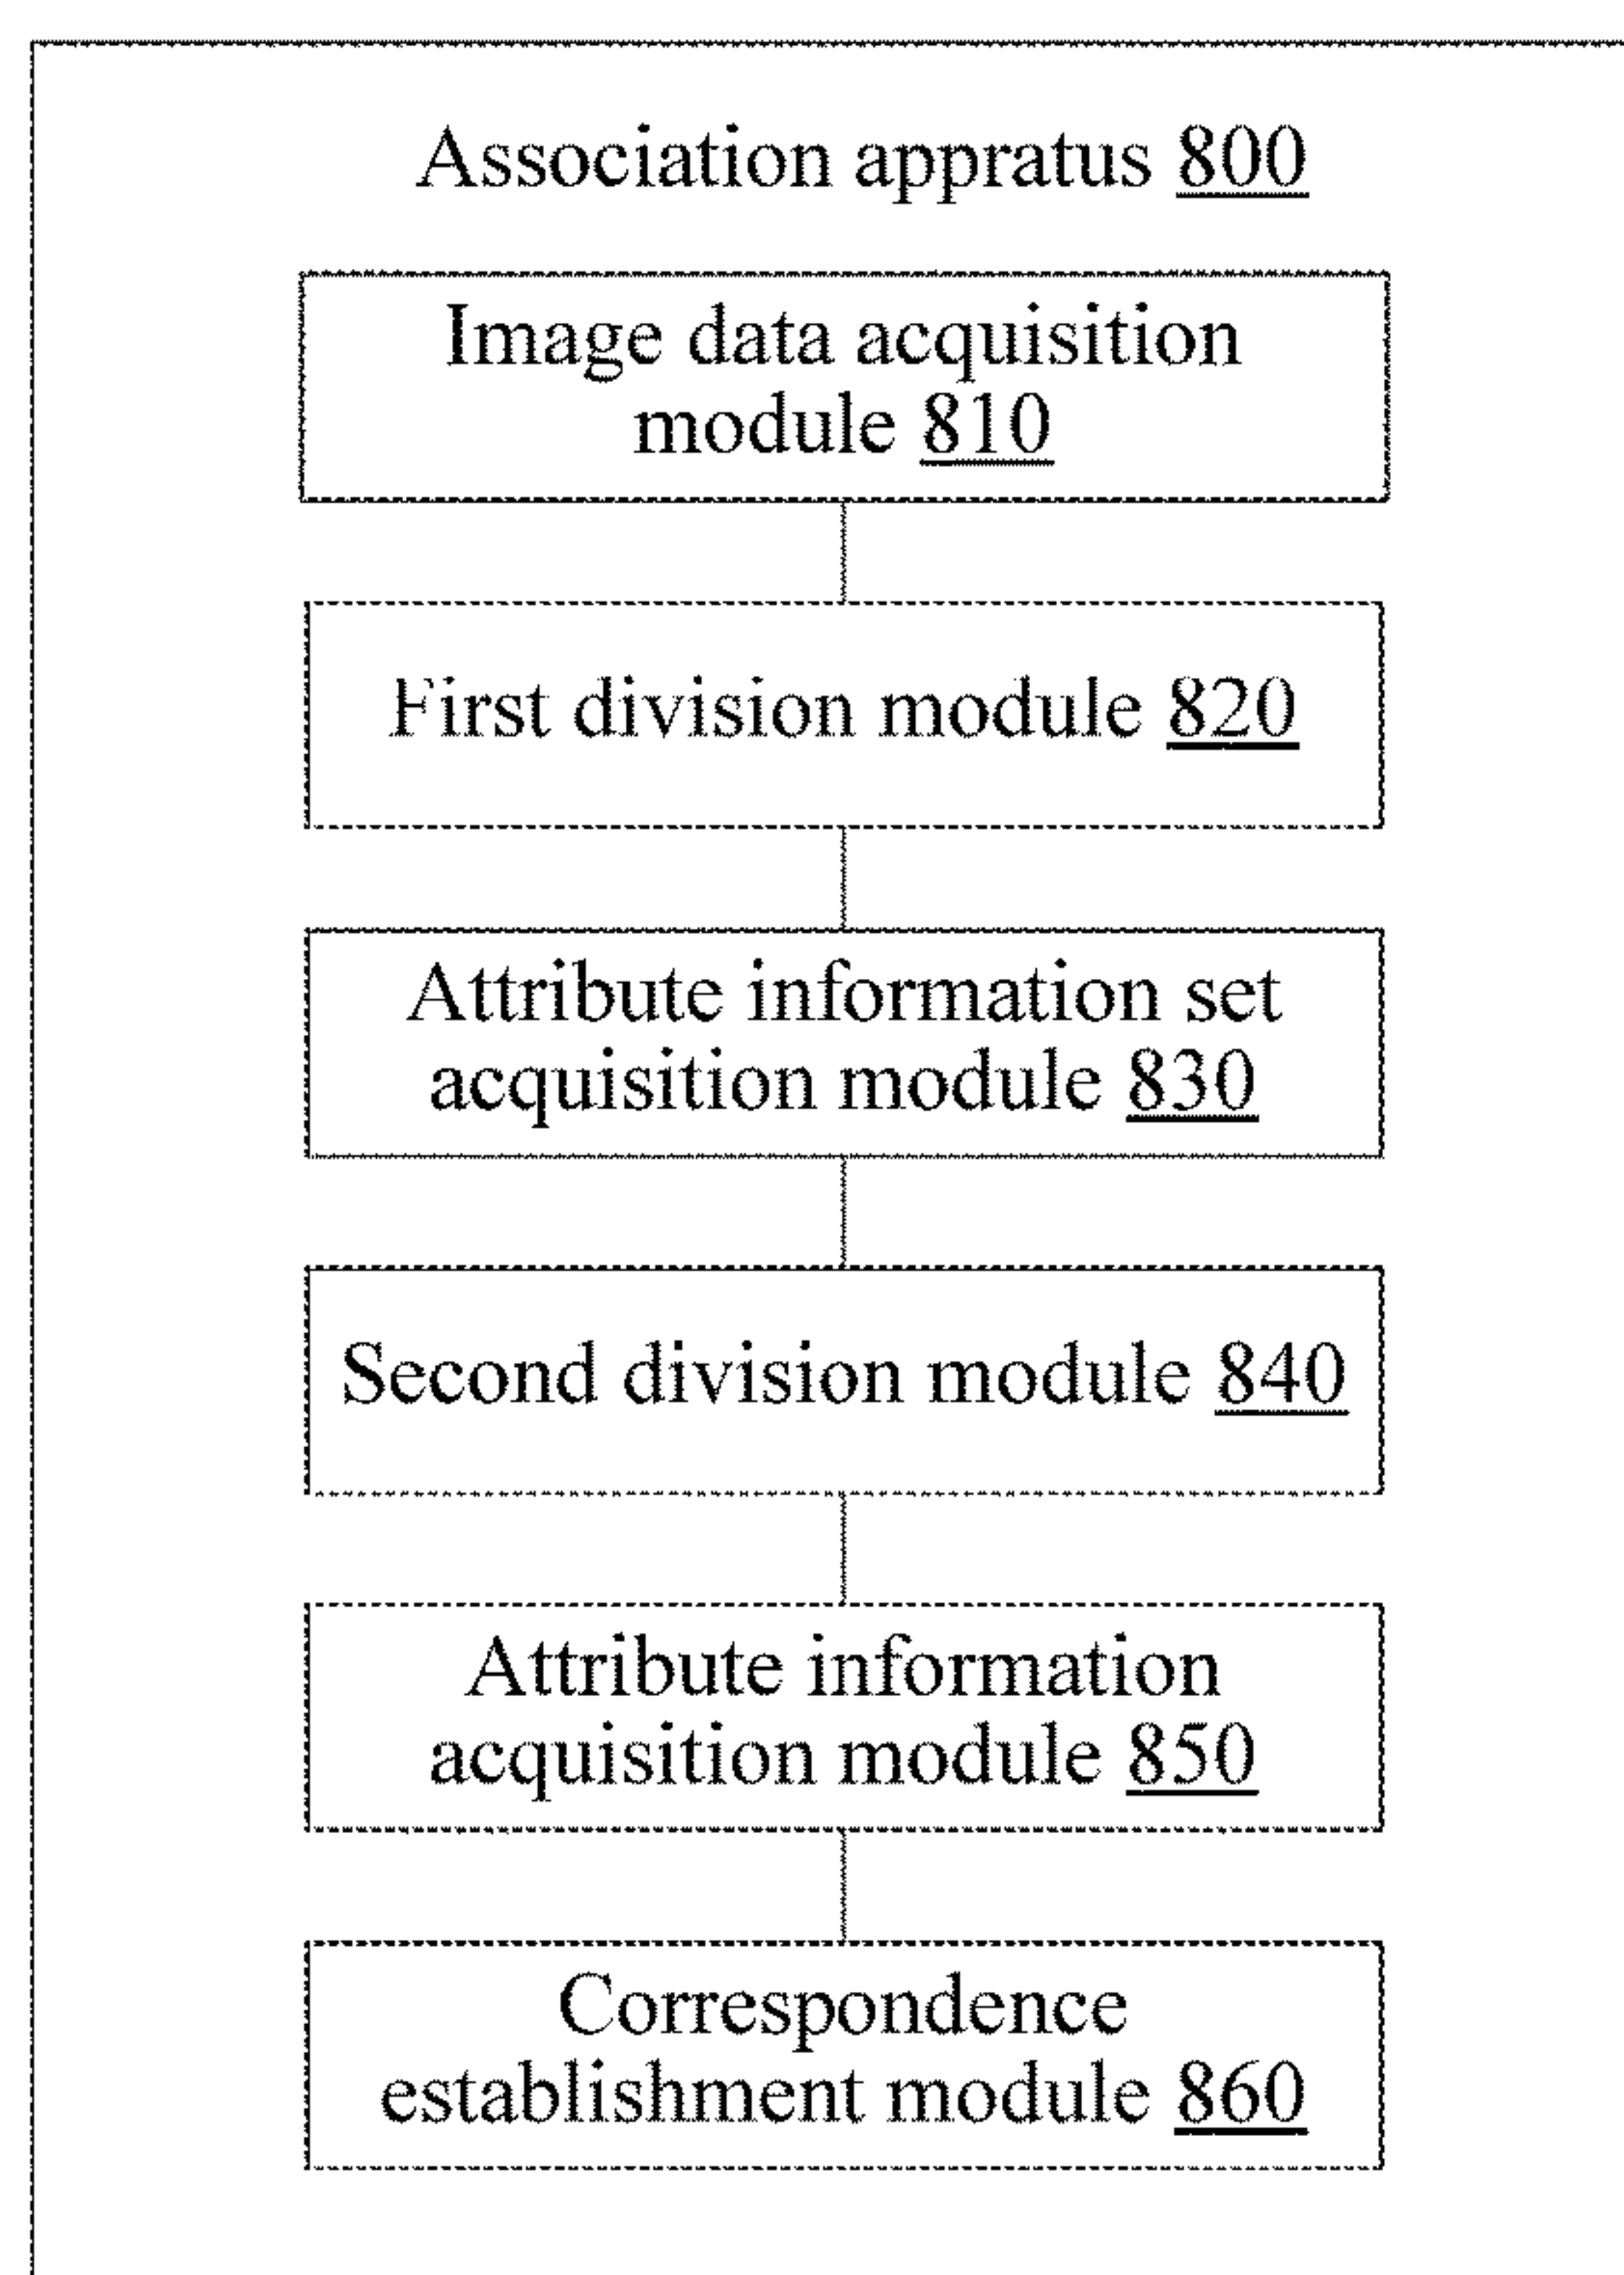 Association appratus 800
Image data acquisition
module 810
First division module 820
Attribute information set
acquisition module 830
Second division module 840
Attribute information
acquisition module 850
Correspondence
establishment module 860